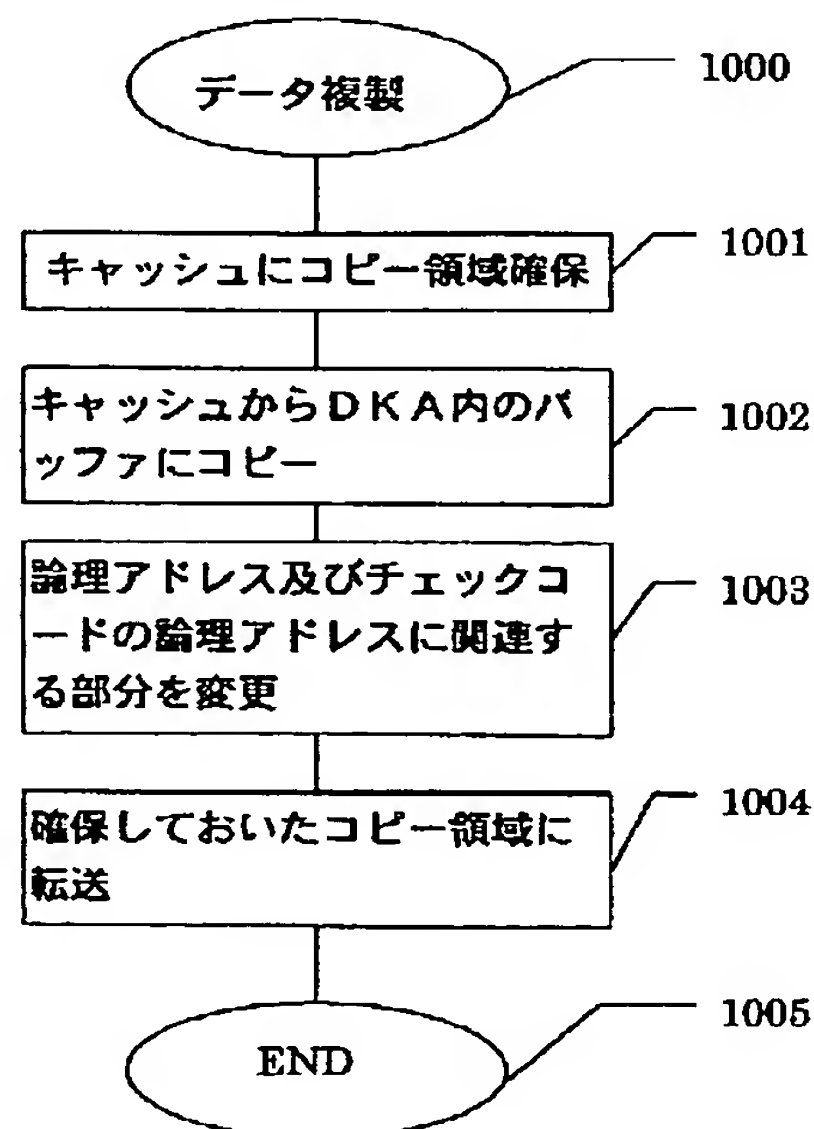 データ複製
1000
キャッシュにコピー領域確保
1001
キャッシュからDKA内のバ
ッファにコピー
1002
論理アドレス及びチェックコ
ードの論理アドレスに関連す
る部分を変更
1003
確保しておいたコピー領域に
転送
1004
END
1005